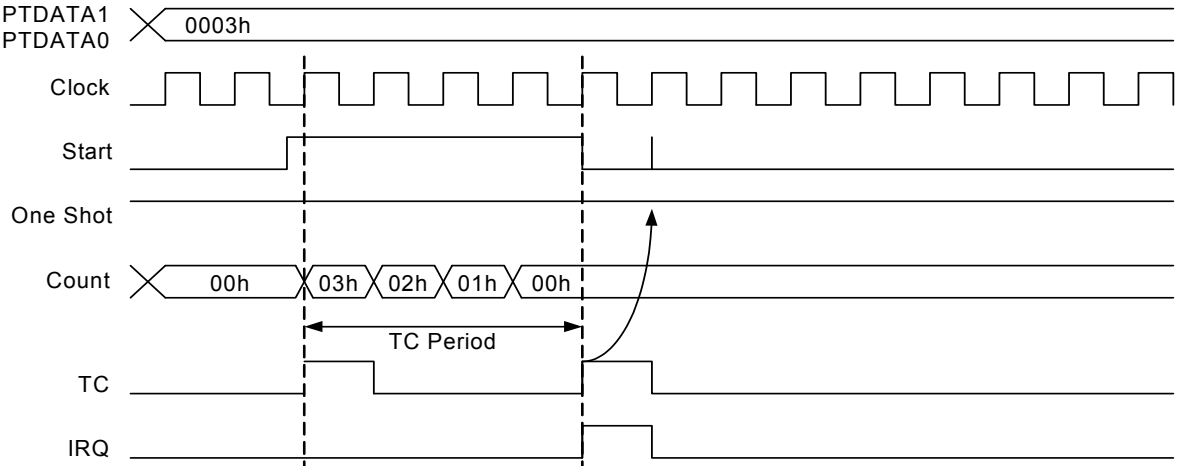 PTDATA1
PTDATA0
0003h
Clock
Start
One Shot
Count
00h
03h
02h
01h
00h
TC Period
TC
IRQ